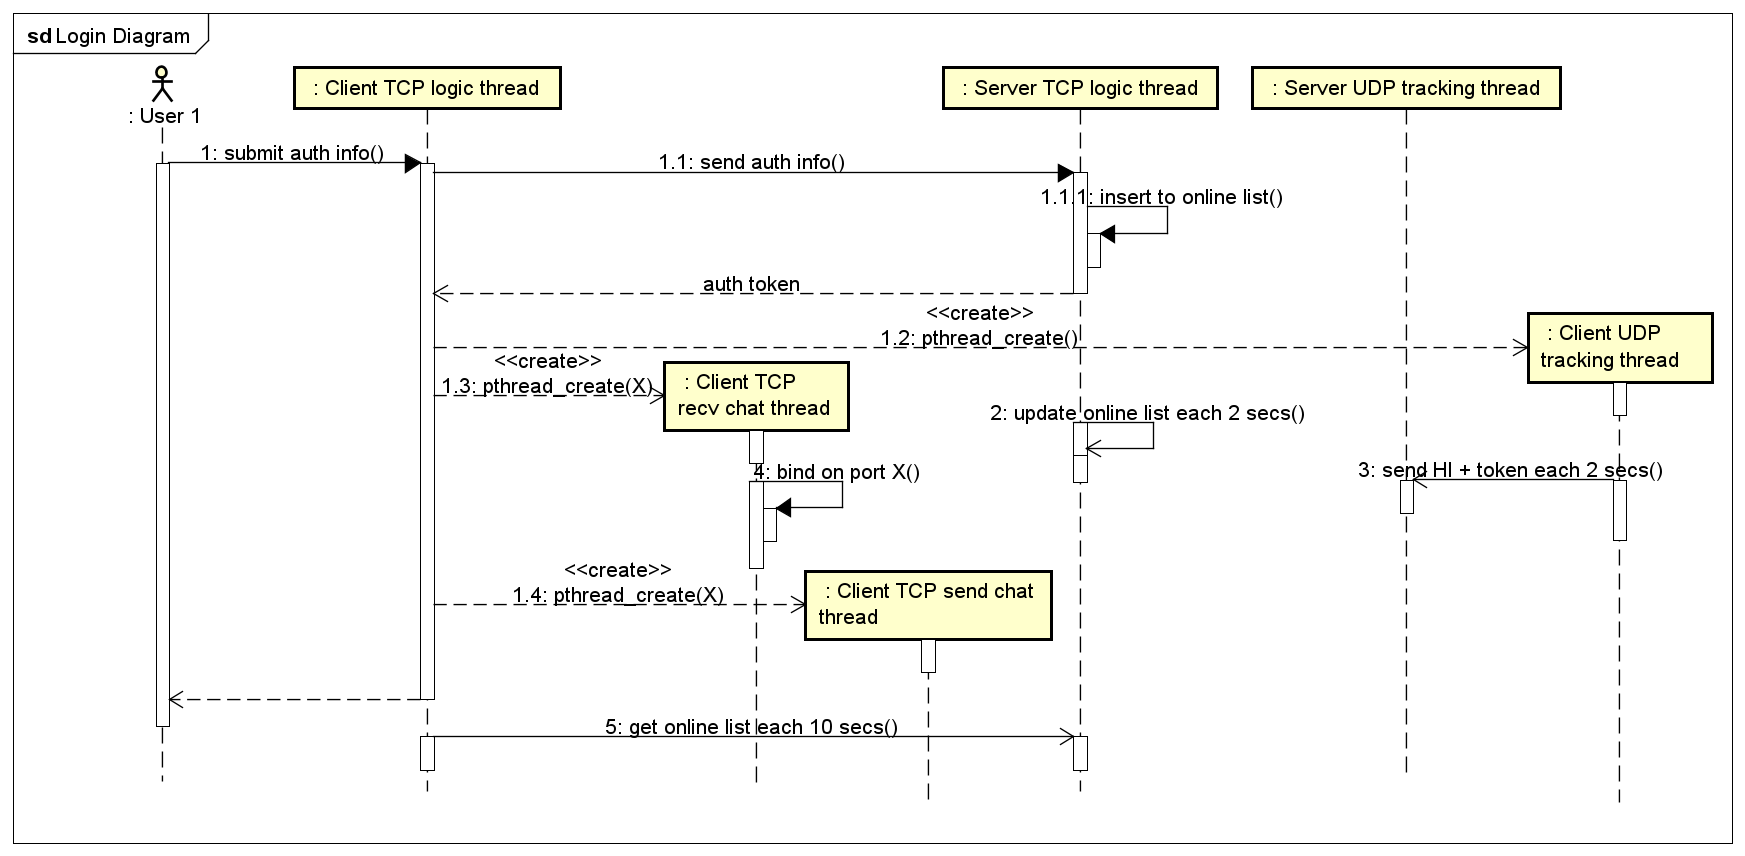 sd Login Diagram
: User 1
: Client TCP logic thread
: Server TCP logic thread
: Server UDP tracking thread
1: submit auth info()
1.1: send auth info()
1.1.1: insert to online list()
auth token
<<create>>
1.2: pthread_create()
: Client UDP
tracking thread
<<create>>
1.3: pthread_create(X)
: Client TCP
recv chat thread
2: update online list each 2 secs()
3: send HI + token each 2 secs()
4: bind on port X()
<<create>>
1.4: pthread_create(X)
: Client TCP send chat
thread
5: get online list each 10 secs()